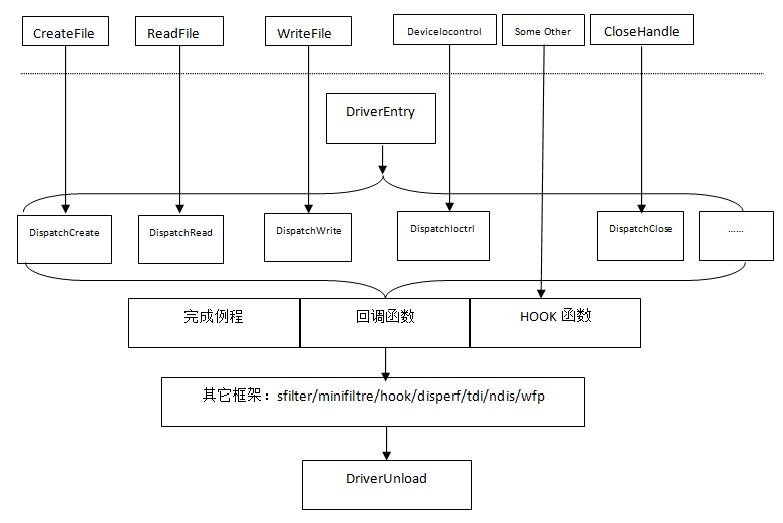 CreateFile
ReadFile
WriteFile
DeviceIocontrol
Some Other
CloseHandle
DriverEntry
DispatchCreate
DispatchRead
DispatchWrite
DispatchIoctrl
DispatchClose
......
完成例程
回调函数
HOOK 函数
其它框架：sfilter/minifiltre/hook/disperf/tdi/ndis/wfp
DriverUnload